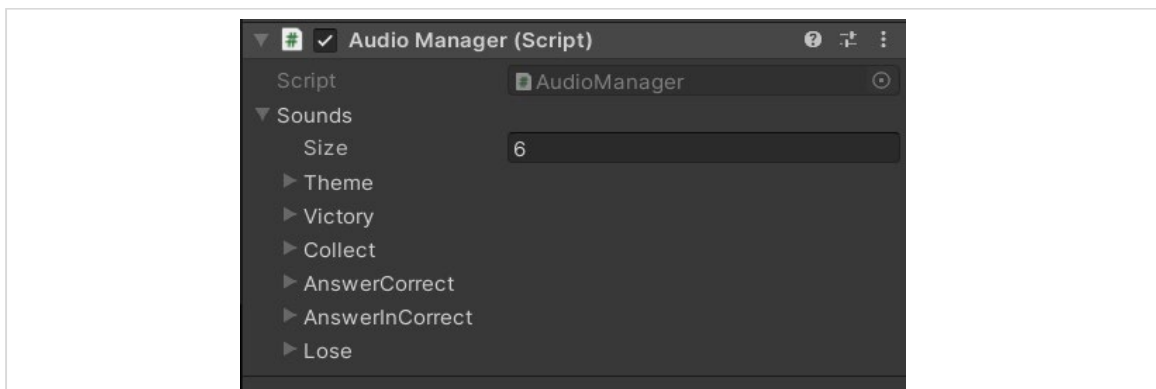 Audio Manager (Script)
Script AudioManager
Sounds
Size 6
Theme
Victory
Collect
AnswerCorrect
AnswerInCorrect
Lose